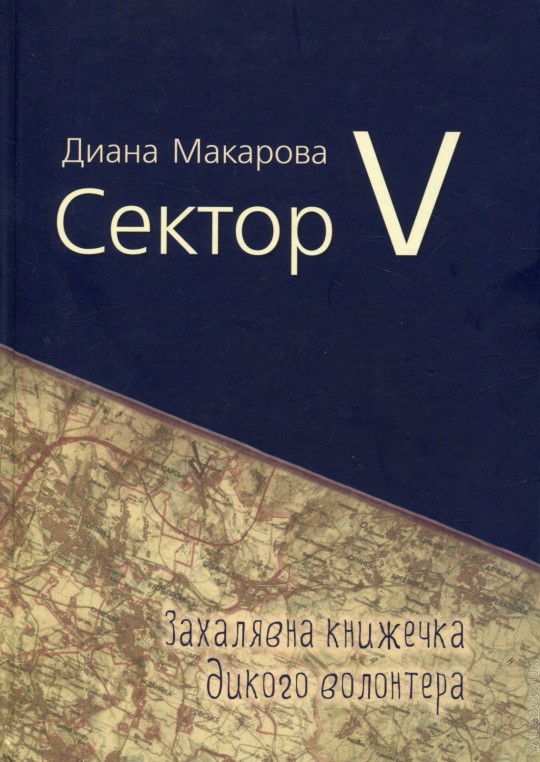 Диана Макарова
Сектор V
Захалявна книжечка
дикого волонтера